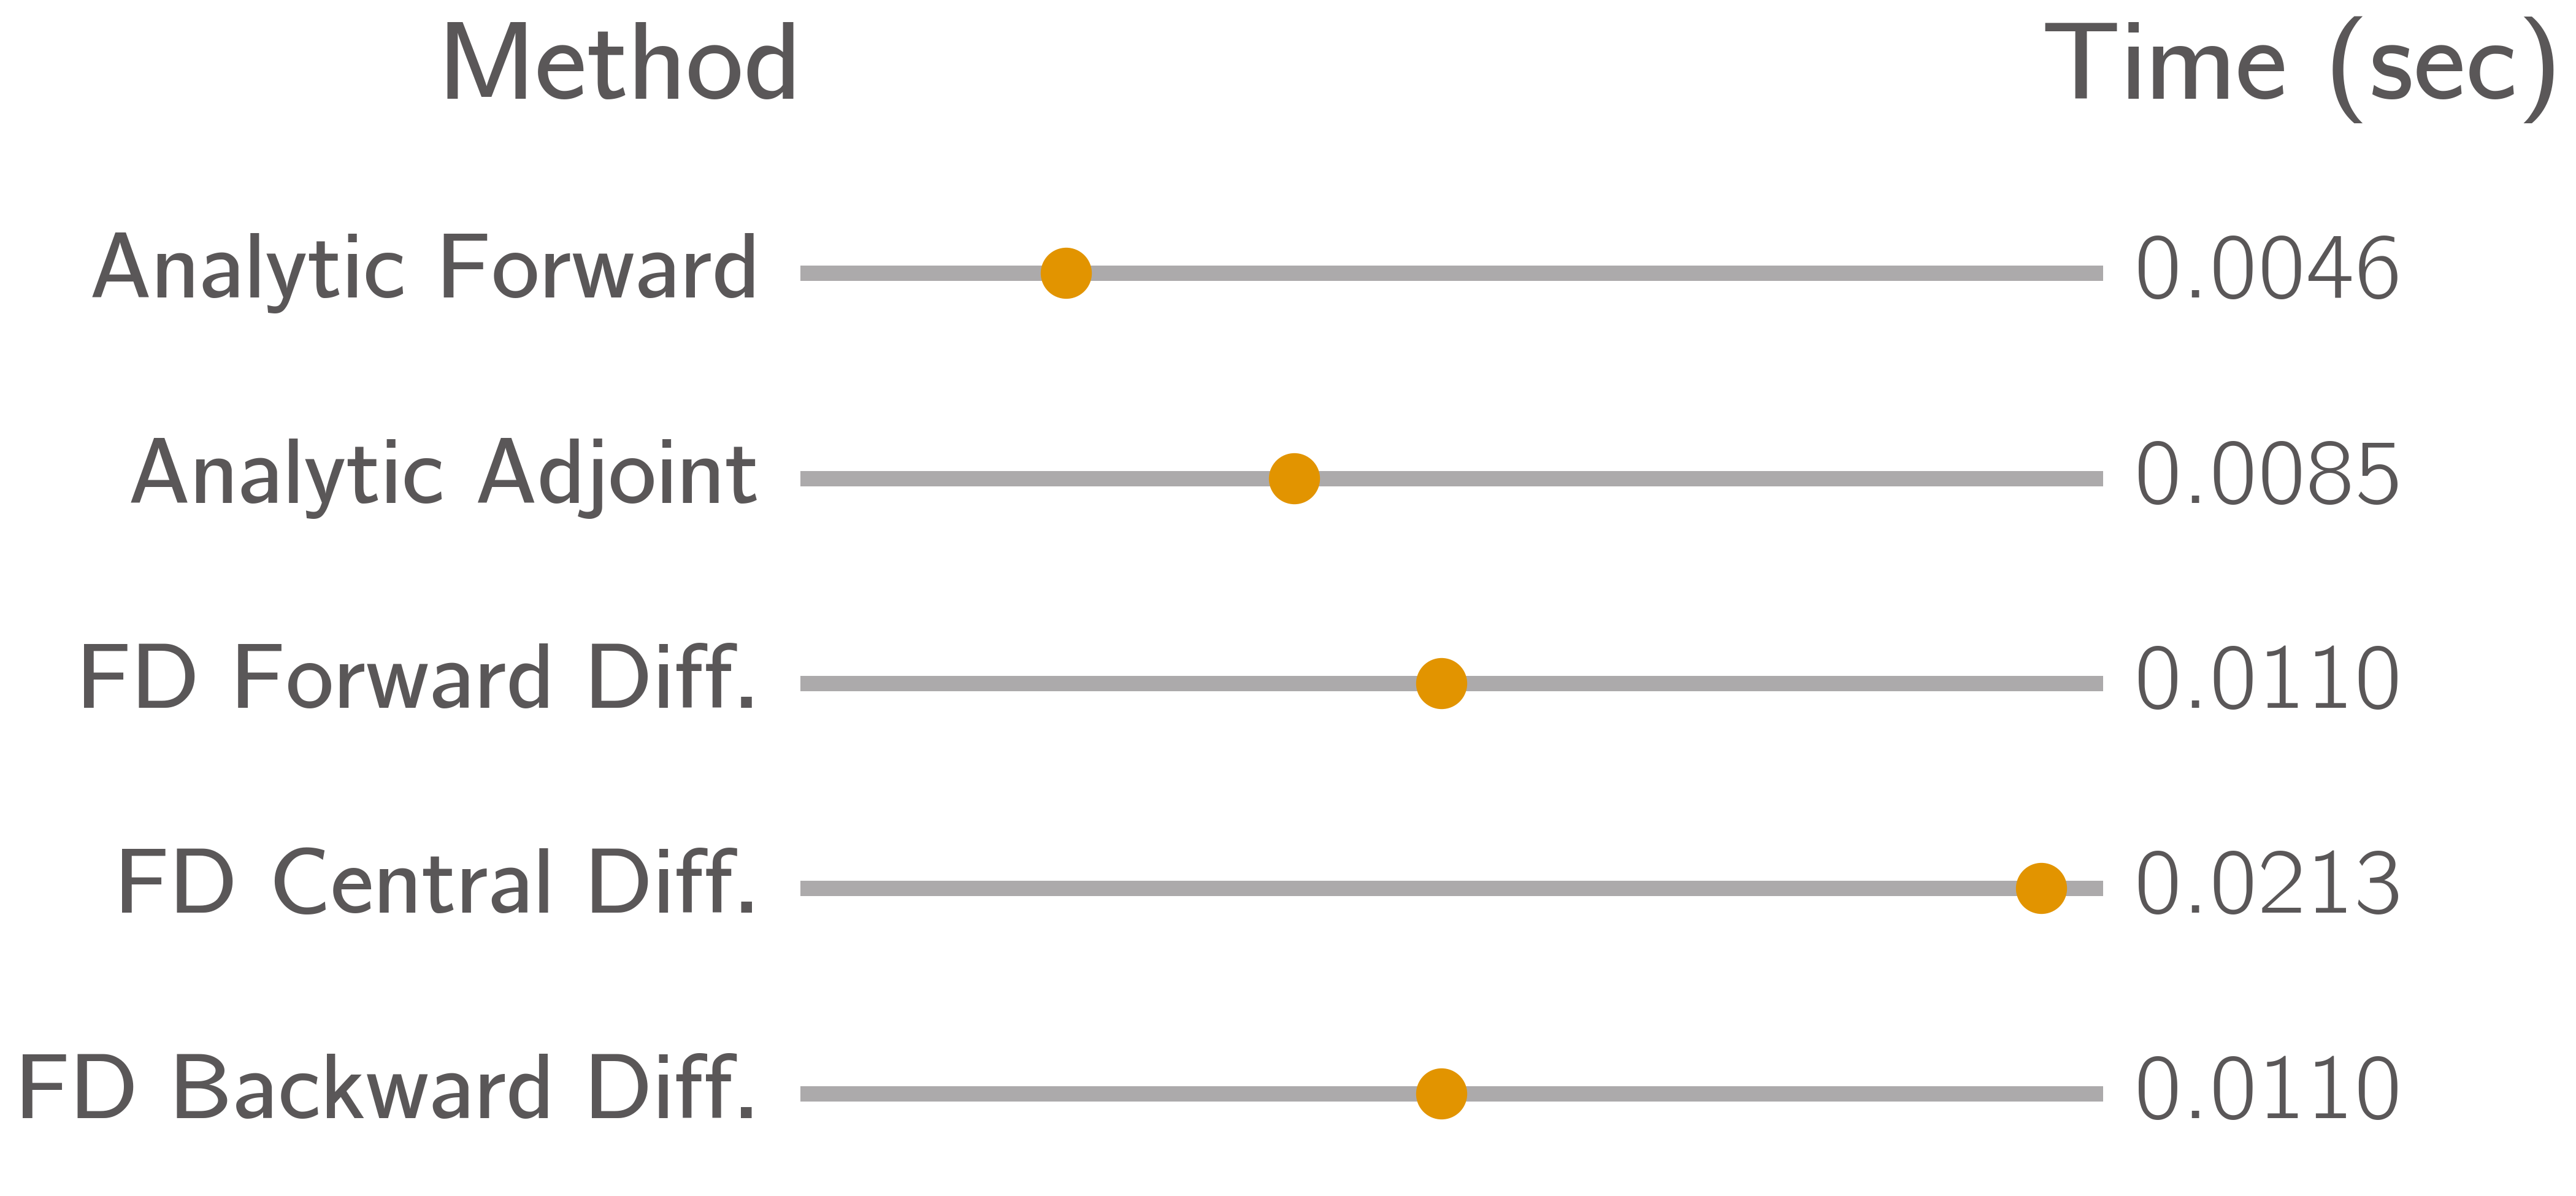 Method Time (sec)
Analytic Forward 0.0046
Analytic Adjoint 0.0085
FD Forward Diff. 0.0110
FD Central Diff. 0.0213
FD Backward Diff. 0.0110